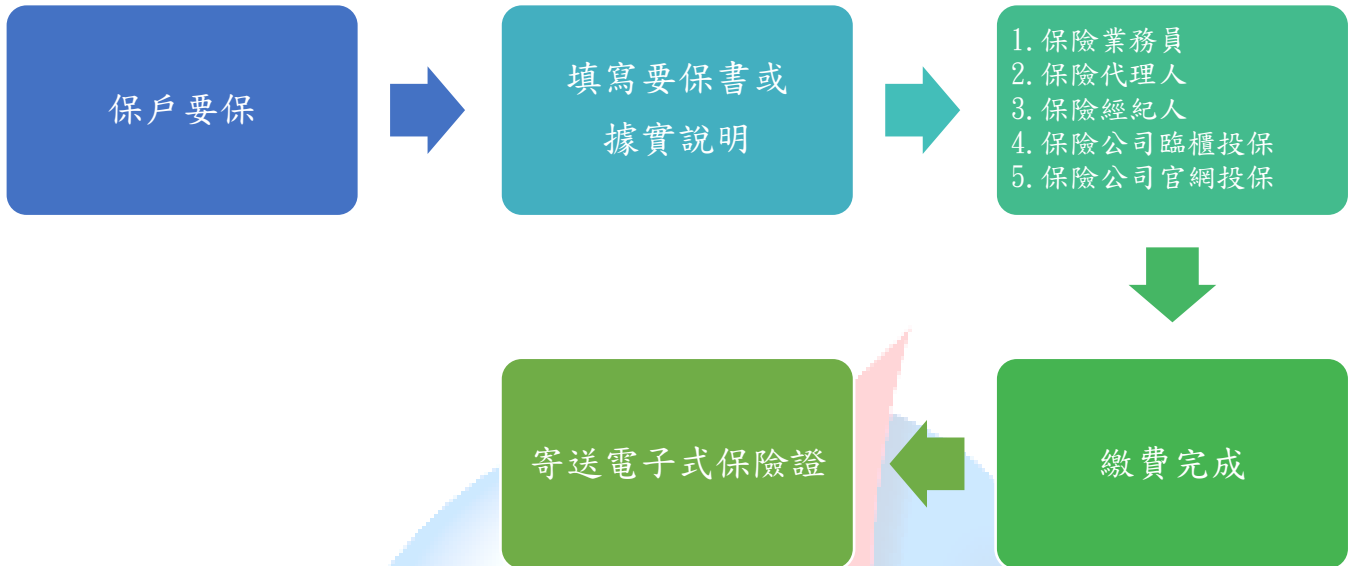 保戶要保
填寫要保書或
據實說明
1.保險業務員
2.保險代理人
3.保險經紀人
4.保險公司臨櫃投保
5.保險公司官網投保
繳費完成
寄送電子式保險證